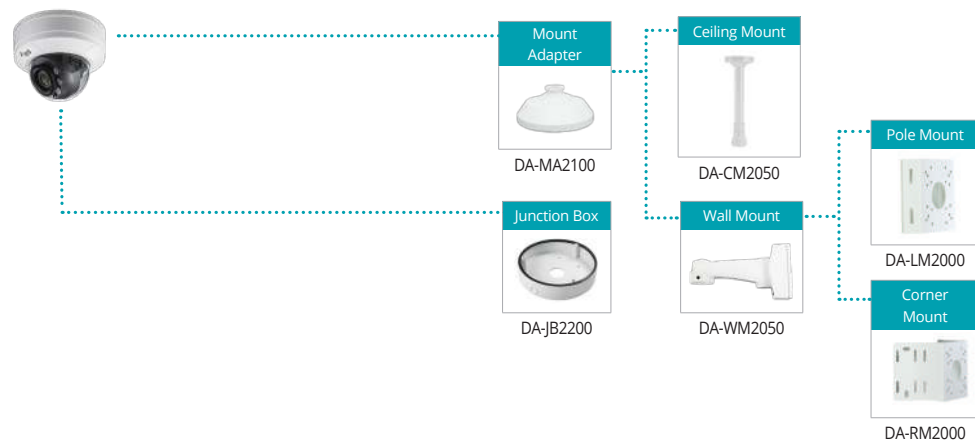 Mount
Adapter
DA-MA2100
Ceiling Mount
DA-CM2050
Pole Mount
DA-LM2000
Junction Box
DA-JB2200
Wall Mount
DA-WM2050
Corner
Mount
DA-RM2000